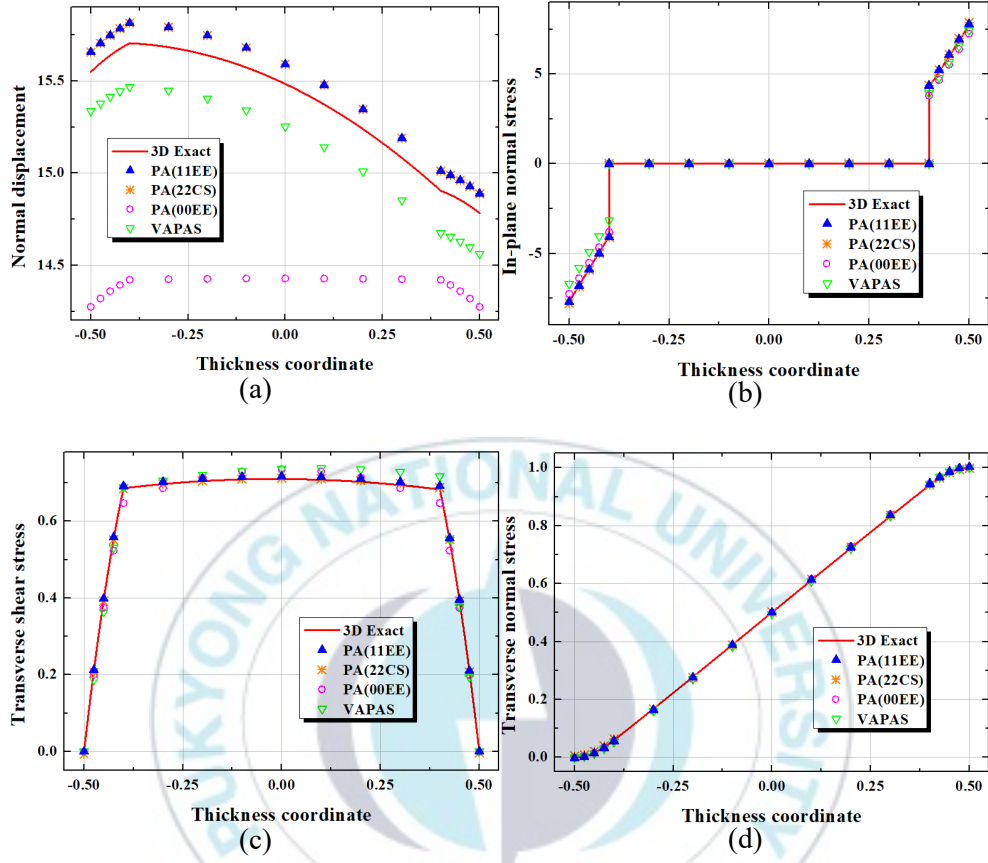 Normal displacement
15.5
15.0
14.5
-0.50 -0.25 0.00 0.25 0.50
Thickness coordinate
3D Exact
PA(11EE)
PA(22CS)
PA(00EE)
VAPAS
(a)
In-plane normal stress
5
0
-5
-0.50 -0.25 0.00 0.25 0.50
Thickness coordinate
3D Exact
PA(11EE)
PA(22CS)
PA(00EE)
VAPAS
(b)
Transverse shear stress
0.6
0.4
0.2
0.0
-0.50 -0.25 0.00 0.25 0.50
Thickness coordinate
3D Exact
PA(11EE)
PA(22CS)
PA(00EE)
VAPAS
(c)
Transverse normal stress
1.0
0.8
0.6
0.4
0.2
0.0
-0.50 -0.25 0.00 0.25 0.50
Thickness coordinate
3D Exact
PA(11EE)
PA(22CS)
PA(00EE)
VAPAS
(d)
PUKYONG NATIONAL UNIVERSITY